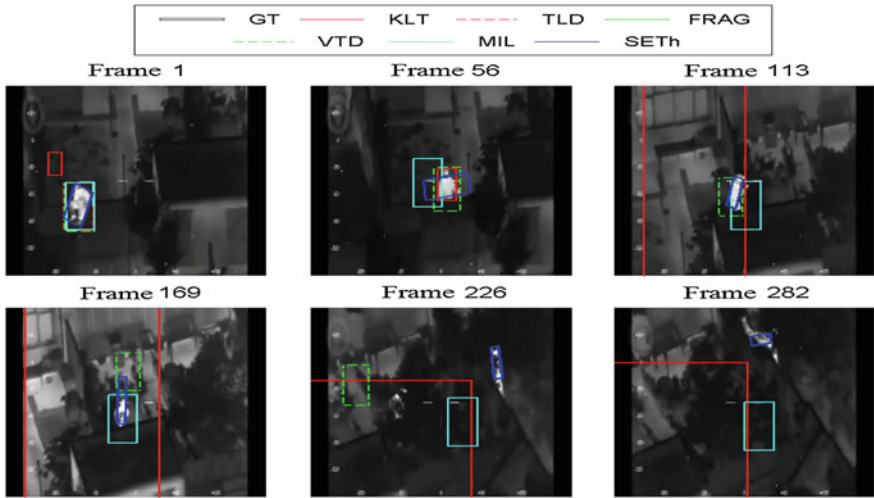 GT KLT TLD FRAG
VTD MIL SETh
Frame 1 Frame 56 Frame 113
Frame 169 Frame 226 Frame 282